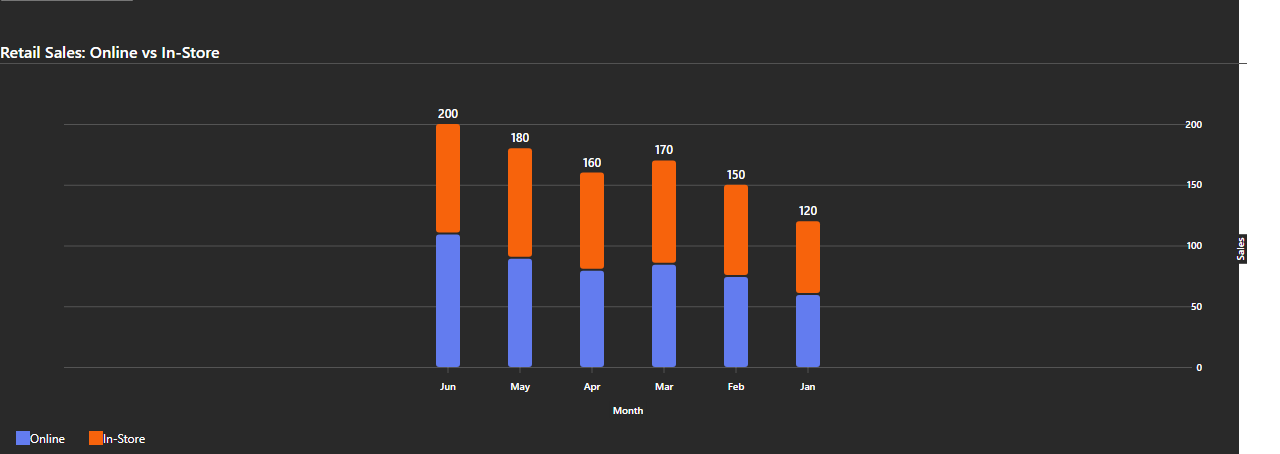 Retail Sales: Online vs In-Store
200
180
160
170
150
120
200
150
100
50
0
Sales
Jun May Apr Mar Feb Jan
Month
Online In-Store